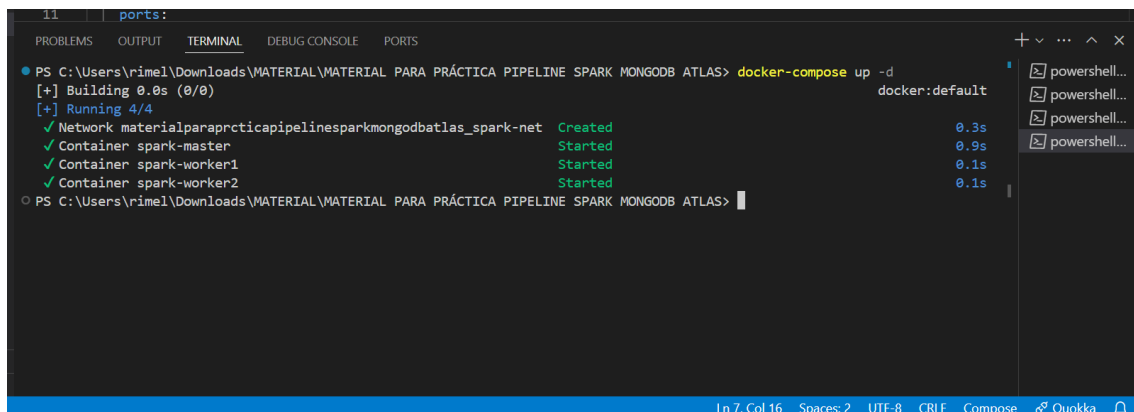 11 ports:
PROBLEMS OUTPUT TERMINAL DEBUG CONSOLE PORTS
PS C:\Users\rimel\Downloads\MATERIAL\MATERIAL PARA PRÁCTICA PIPELINE SPARK MONGODB ATLAS> docker-compose up -d
[+] Building 0.0s (0/0) docker:default
[+] Running 4/4
✓ Network materialparaprcticapipelinesparkmongodbatlas_spark-net Created 0.3s
✓ Container spark-master Started 0.9s
✓ Container spark-worker1 Started 0.1s
✓ Container spark-worker2 Started 0.1s
PS C:\Users\rimel\Downloads\MATERIAL\MATERIAL PARA PRÁCTICA PIPELINE SPARK MONGODB ATLAS>
powershell...
powershell...
powershell...
powershell...
Ln 7, Col 16 Spaces: 2 UTF-8 CRLF Compose Quokka